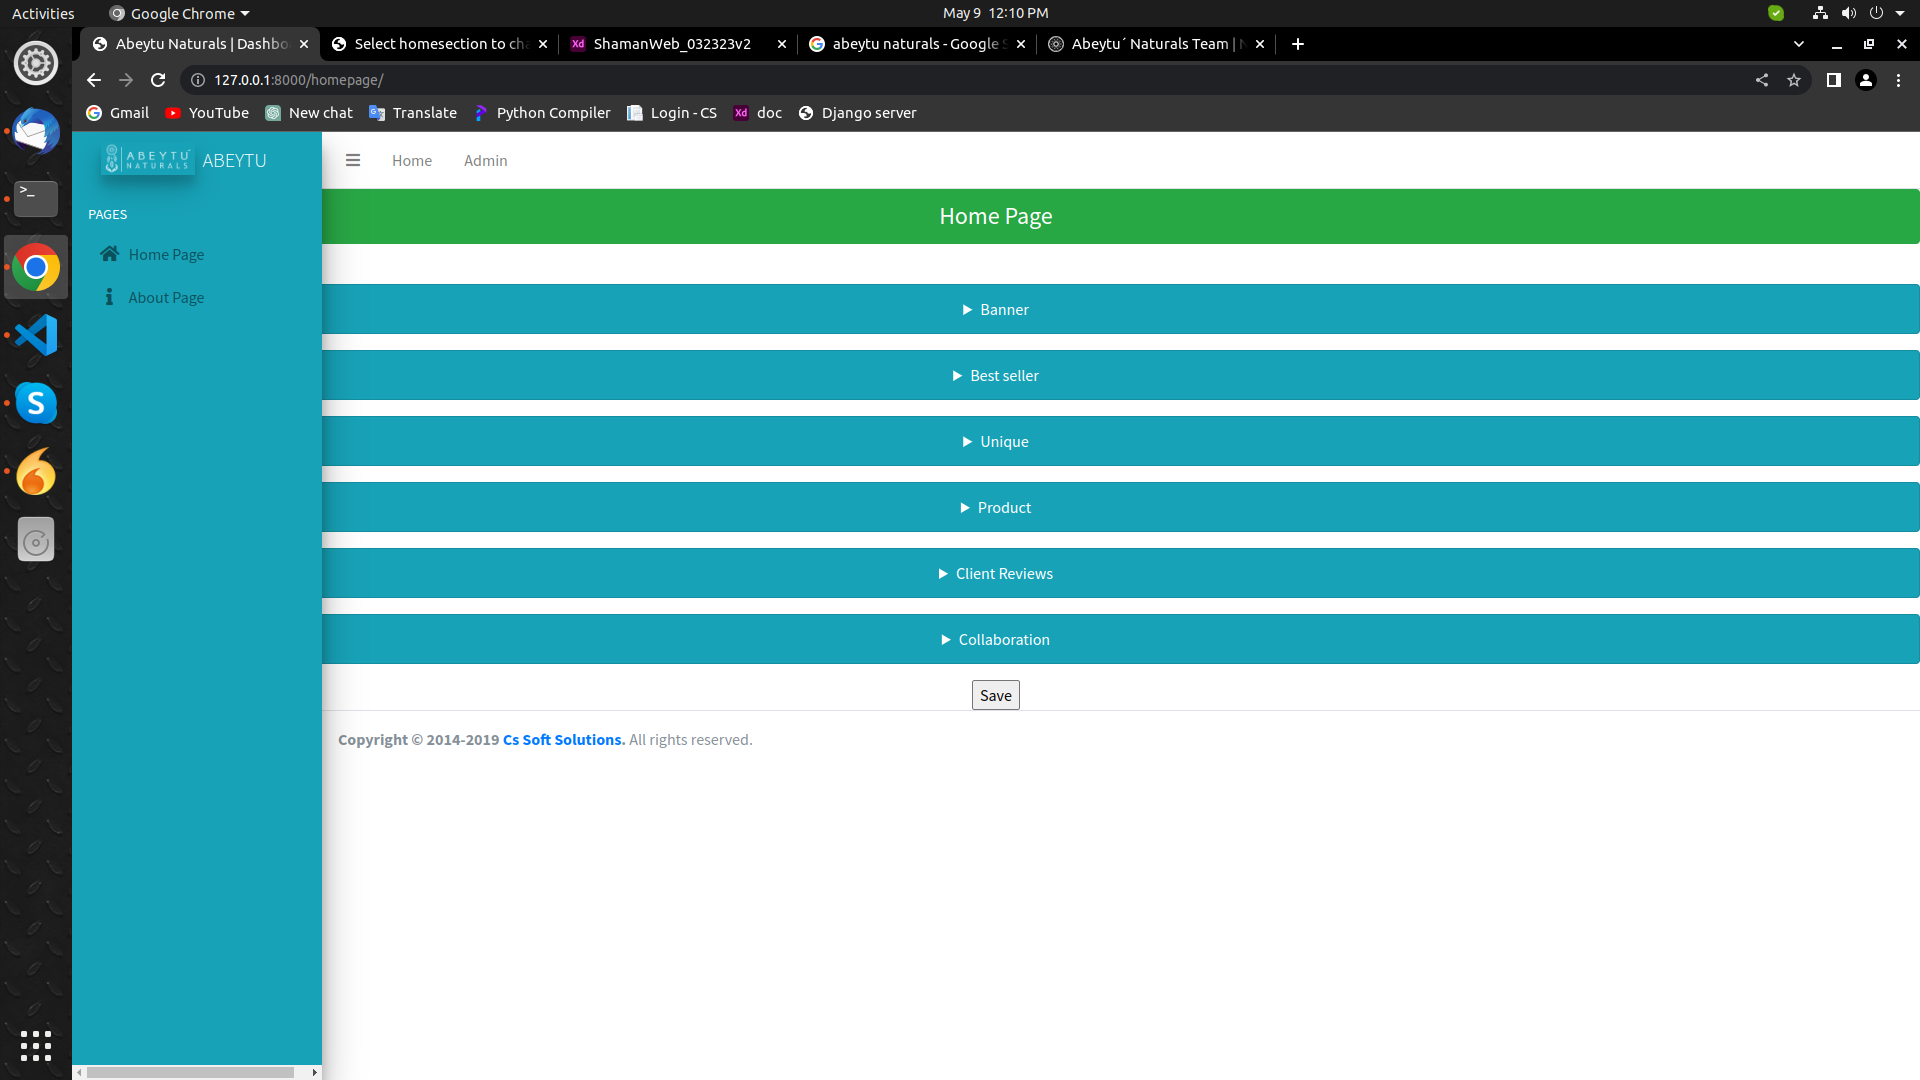 Activities
Google Chrome
May 9 12:10 PM
Abeytu Naturals | Dashbo
Select homesection to cha
Xd ShamanWeb_032323v2
abeytu naturals - Google S
Abeytu´ Naturals Team | N
127.0.0.1:8000/homepage/
Gmail
YouTube
New chat
Translate
Python Compiler
Login - CS
Xd doc
Django server
ABEYTU NATURALS
ABEYTU
Home
Admin
PAGES
Home Page
About Page
Home Page
Banner
Best seller
Unique
Product
Client Reviews
Collaboration
Save
Copyright © 2014-2019 Cs Soft Solutions. All rights reserved.